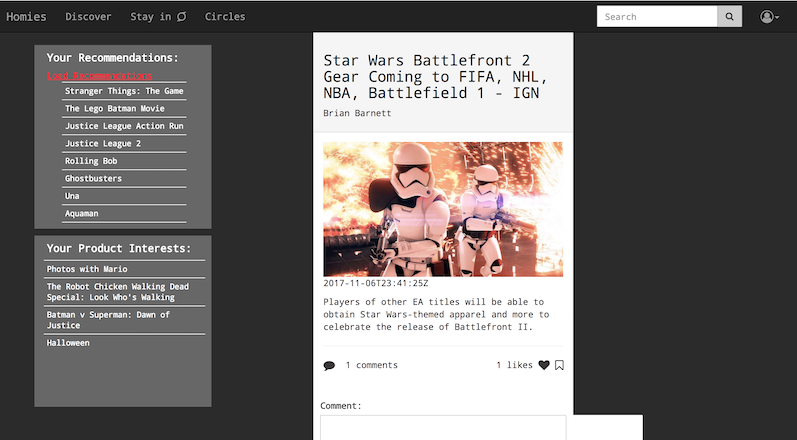 Homies Discover Stay in Circles Search
Your Recommendations:
Load Recommendations
Stranger Things: The Game
The Lego Batman Movie
Justice League Action Run
Justice League 2
Rolling Bob
Ghostbusters
Una
Aquaman
Your Product Interests:
Photos with Mario
The Robot Chicken Walking Dead
Special: Look Who's Walking
Batman v Superman: Dawn of
Justice
Halloween
Star Wars Battlefront 2
Gear Coming to FIFA, NHL,
NBA, Battlefield 1 - IGN
Brian Barnett
2017-11-06T23:41:25Z
Players of other EA titles will be able to
obtain Star Wars-themed apparel and more to
celebrate the release of Battlefront II.
1 comments 1 likes
Comment: